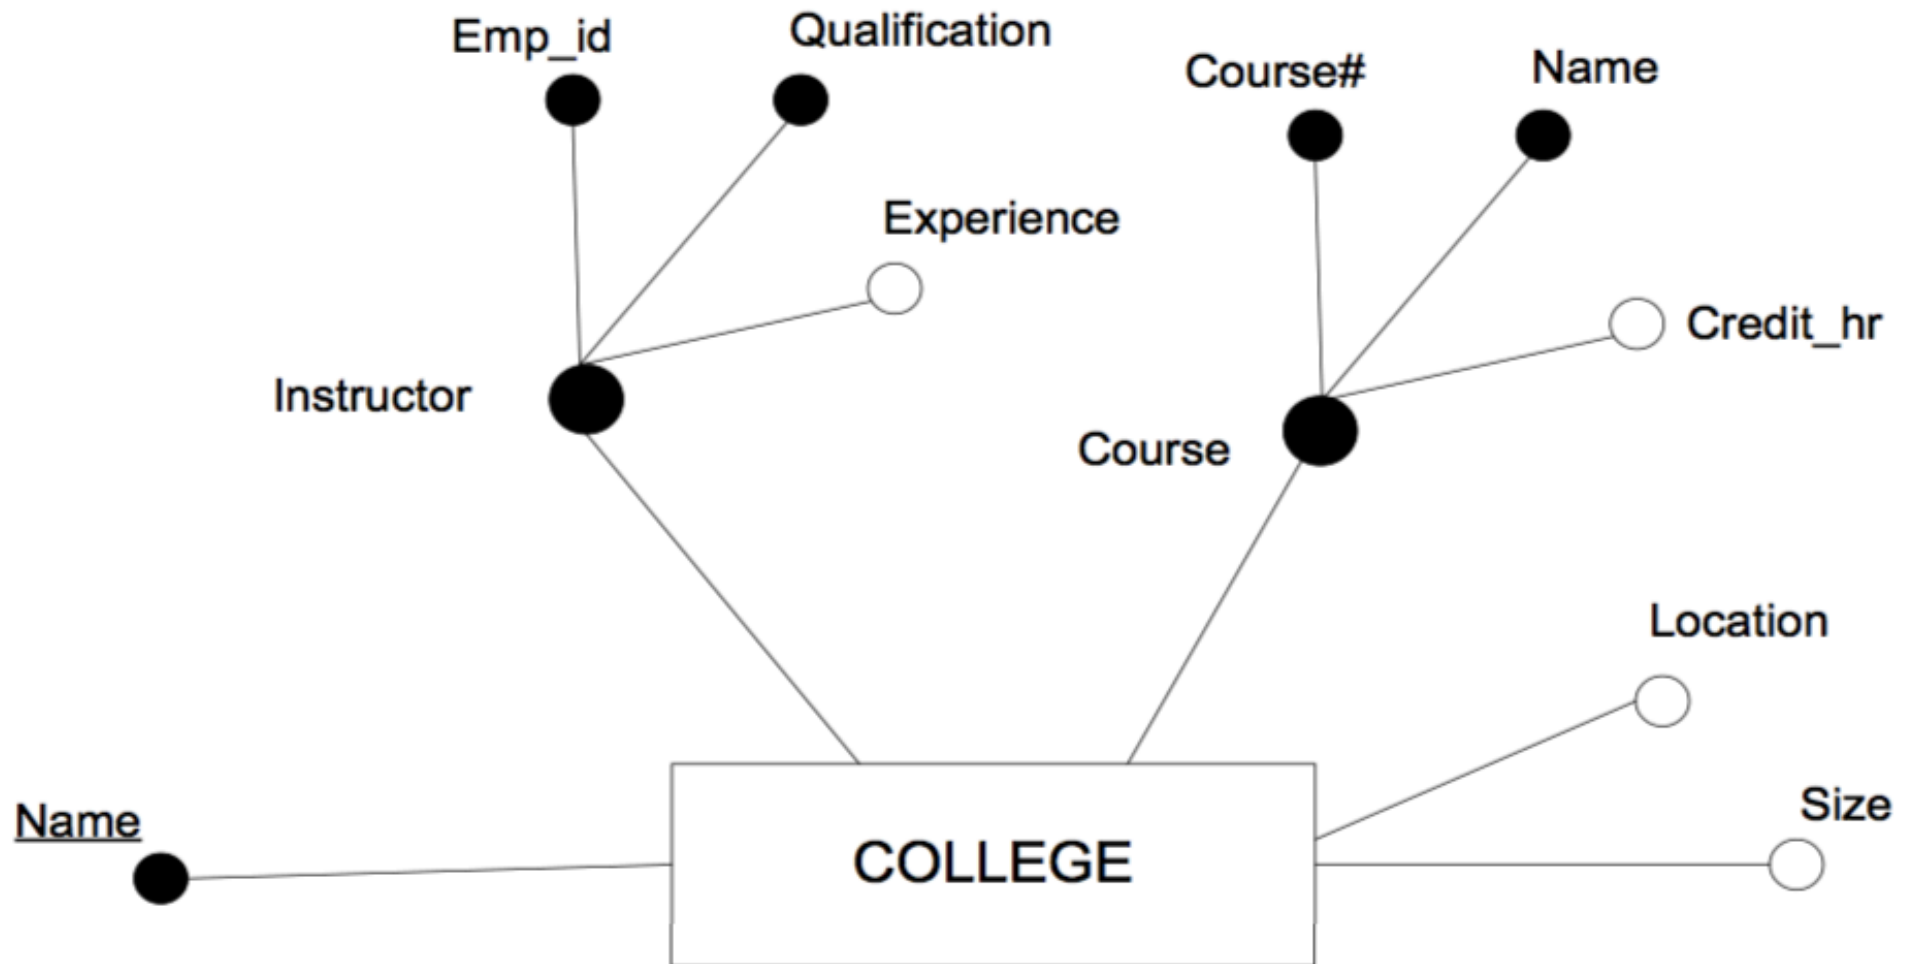 Emp_id
Qualification
Course#
Name
Experience
Credit_hr
Instructor
Course
Location
Name
Size
COLLEGE